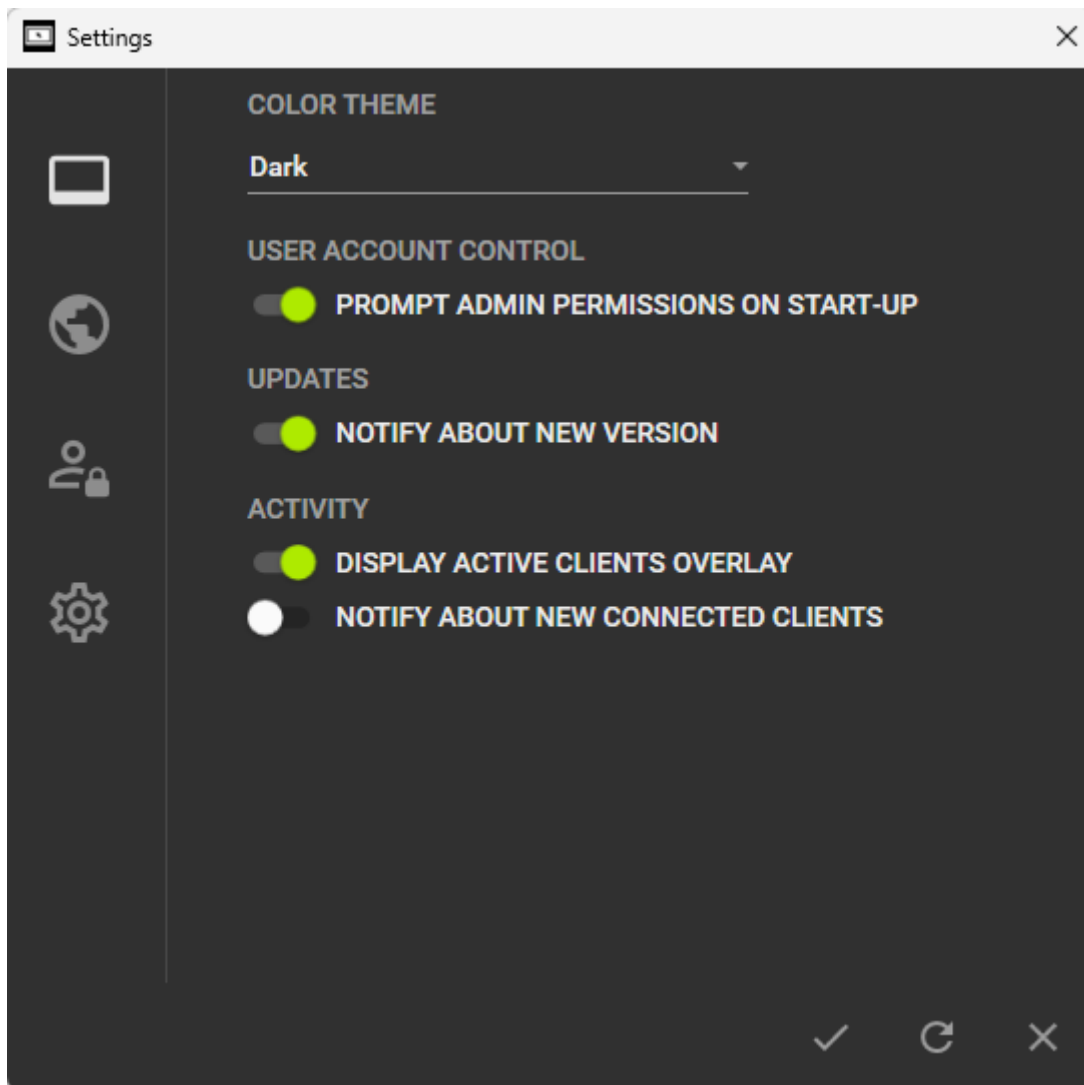 Settings
COLOR THEME
Dark
USER ACCOUNT CONTROL
PROMPT ADMIN PERMISSIONS ON START-UP
UPDATES
NOTIFY ABOUT NEW VERSION
ACTIVITY
DISPLAY ACTIVE CLIENTS OVERLAY
NOTIFY ABOUT NEW CONNECTED CLIENTS